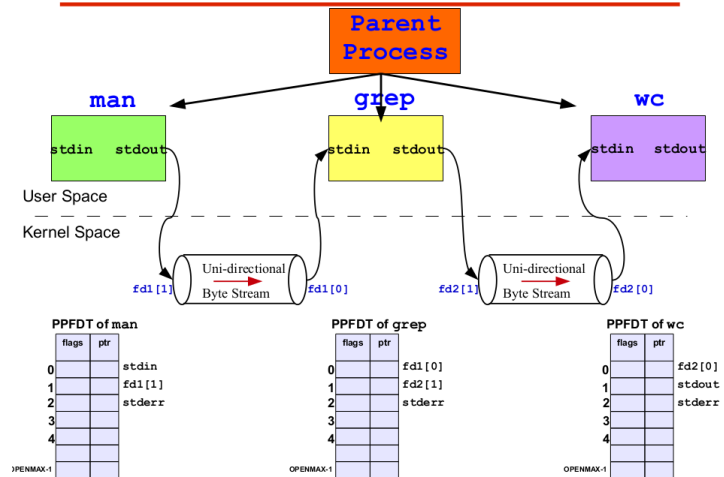 Parent
Process
man
grep
wc
stdin stdout
stdin stdout
stdin stdout
User Space
Kernel Space
Uni-directional
Byte Stream
Uni-directional
Byte Stream
fd1[1]
fd1[0]
fd2[1]
fd2[0]
PPFDT of man
flags ptr
0 stdin
1 fd1[1]
2 stderr
3
4
PENMAX-1
PPFDT of grep
flags ptr
0 fd1[0]
1 fd2[1]
2 stderr
3
4
OPENMAX-1
PPFDT of wc
flags ptr
0 fd2[0]
1 stdout
2 stderr
3
4
OPENMAX-1